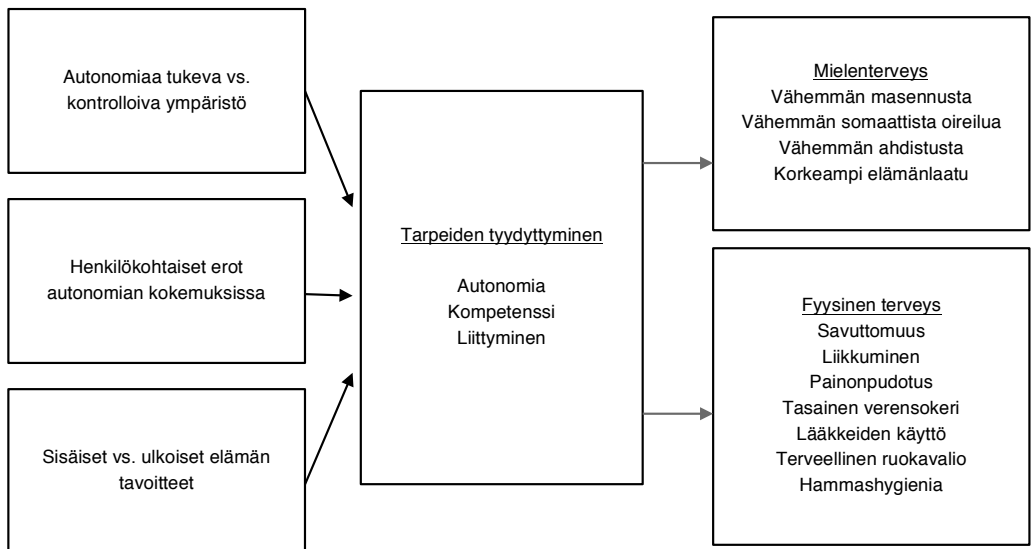 Autonomiaa tukeva vs.
kontrolloiva ympäristö
Henkilökohtaiset erot
autonomian kokemuksissa
Sisäiset vs. ulkoiset elämän
tavoitteet
Tarpeiden tyydyttyminen
Autonomia
Kompetenssi
Liittyminen
Mielenterveys
Vähemmän masennusta
Vähemmän somaattista oireilua
Vähemmän ahdistusta
Korkeampi elämänlaatu
Fyysinen terveys
Savuttomuus
Liikkuminen
Painonpudotus
Tasainen verensokeri
Lääkkeiden käyttö
Terveellinen ruokavalio
Hammashygienia